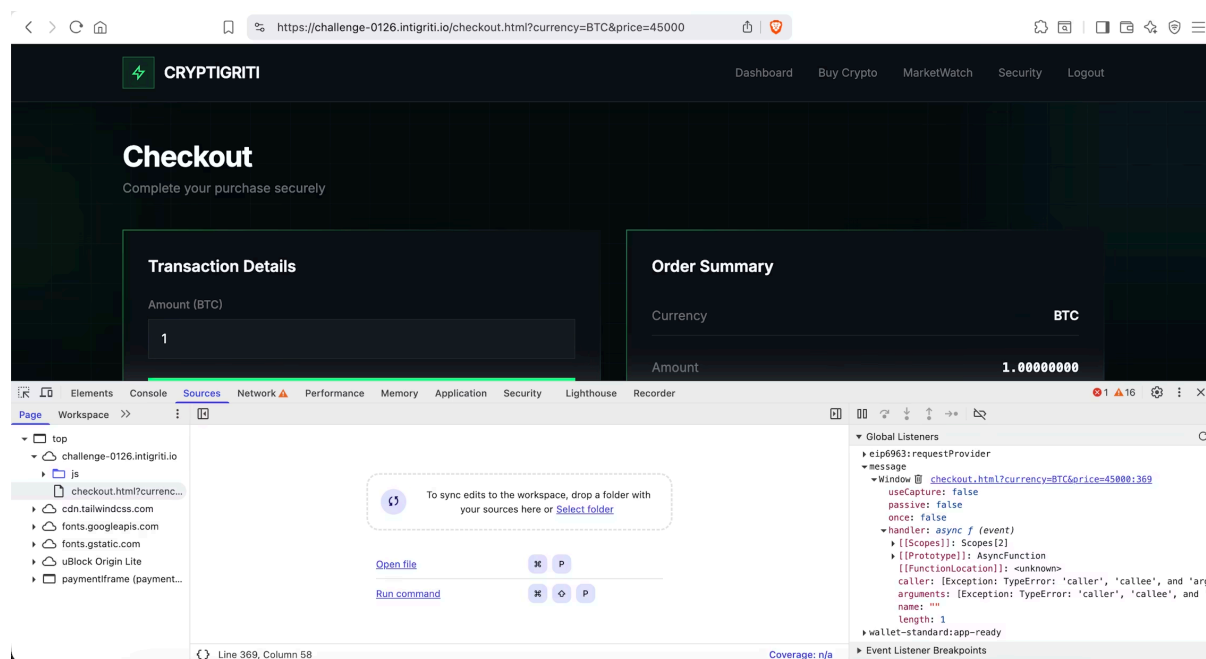 https://challenge-0126.intigriti.io/checkout.html?currency=BTC&price=45000
CRYPTIGRITI
Dashboard Buy Crypto MarketWatch Security Logout
Checkout
Complete your purchase securely
Transaction Details
Amount (BTC)
1
Order Summary
Currency BTC
Amount 1.00000000
Elements Console Sources Network Performance Memory Application Security Lighthouse Recorder 1 16
Page Workspace
top
challenge-0126.intigriti.io
js
checkout.html?currenc...
cdn.tailwindcss.com
fonts.googleapis.com
fonts.gstatic.com
uBlock Origin Lite
paymentIframe (payment...
To sync edits to the workspace, drop a folder with
your sources here or Select folder
Open file ⌘ P
Run command ⌘ ⇧ P
{} Line 369, Column 58 Coverage: n/a
Global Listeners
eip6963:requestProvider
message
Window checkout.html?currency=BTC&price=45000:369
useCapture: false
passive: false
once: false
handler: async ƒ (event)
[[Scopes]]: Scopes[2]
[[Prototype]]: AsyncFunction
[[FunctionLocation]]: <unknown>
caller: [Exception: TypeError: 'caller', 'callee', and 'arg
arguments: [Exception: TypeError: 'caller', 'callee', and
name: ""
length: 1
wallet-standard:app-ready
Event Listener Breakpoints